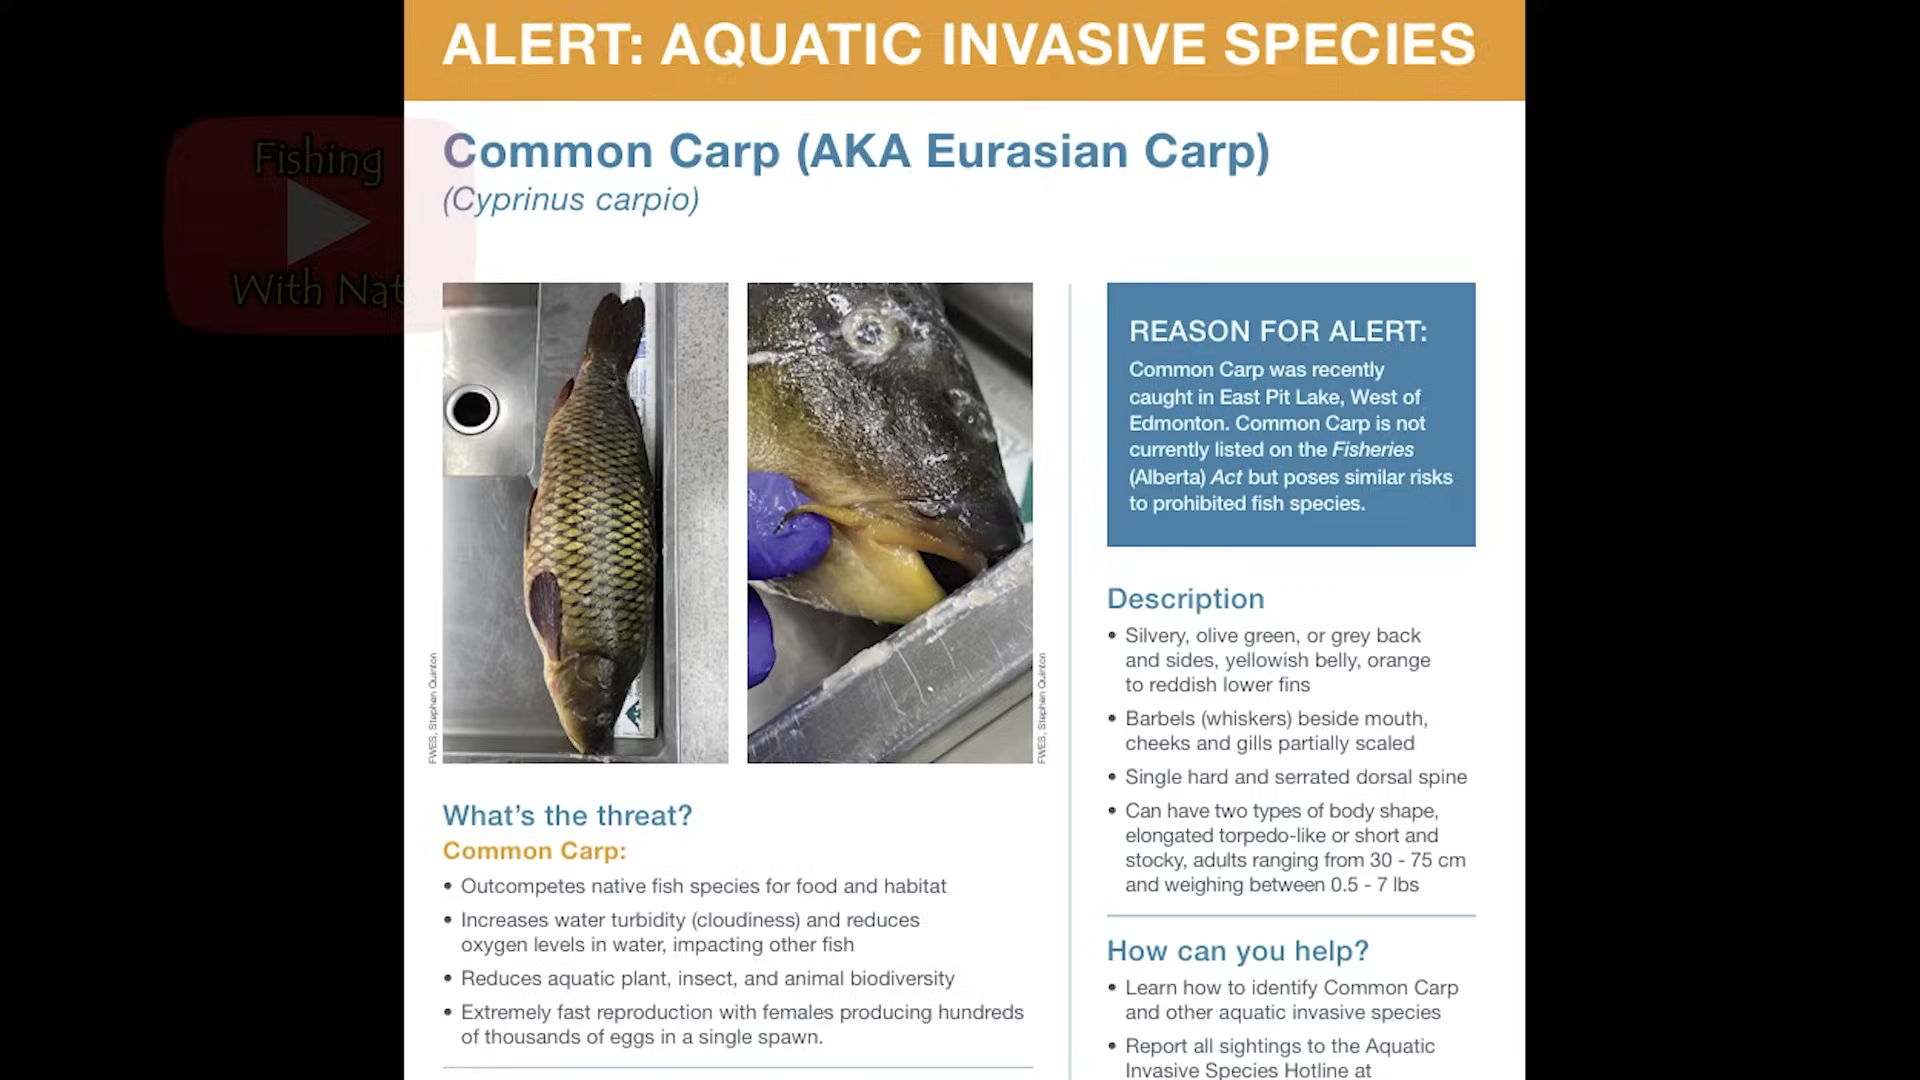 ALERT: AQUATIC INVASIVE SPECIES
Fishing
With Nat
Common Carp (AKA Eurasian Carp)
(Cyprinus carpio)
FWES, Stephen Quinton
FWES, Stephen Quinton
What's the threat?
Common Carp:
• Outcompetes native fish species for food and habitat
• Increases water turbidity (cloudiness) and reduces
oxygen levels in water, impacting other fish
• Reduces aquatic plant, insect, and animal biodiversity
• Extremely fast reproduction with females producing hundreds
of thousands of eggs in a single spawn.
REASON FOR ALERT:
Common Carp was recently
caught in East Pit Lake, West of
Edmonton. Common Carp is not
currently listed on the Fisheries
(Alberta) Act but poses similar risks
to prohibited fish species.
Description
• Silvery, olive green, or grey back
and sides, yellowish belly, orange
to reddish lower fins
• Barbels (whiskers) beside mouth,
cheeks and gills partially scaled
• Single hard and serrated dorsal spine
• Can have two types of body shape,
elongated torpedo-like or short and
stocky, adults ranging from 30 - 75 cm
and weighing between 0.5 - 7 lbs
How can you help?
• Learn how to identify Common Carp
and other aquatic invasive species
• Report all sightings to the Aquatic
Invasive Species Hotline at